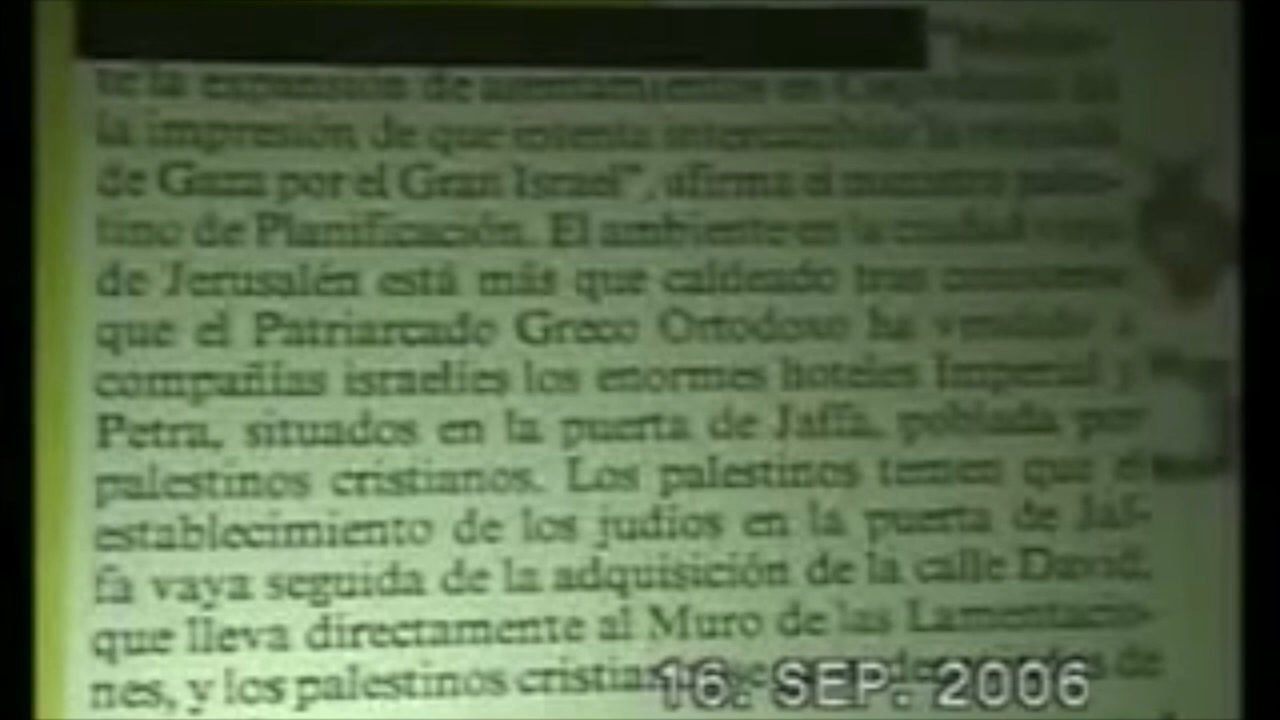 te la expansión de asentamientos en Cisjordania da
la impresión de que intenta intercambiar la retirada
de Gaza por el Gran Israel", afirma el ministro pales-
tino de Planificación. El ambiente en la ciudad vieja
de Jerusalén está más que caldeado tras conocerse
que el Patriarcado Greco Ortodoxo ha vendido a
compañías israelíes los enormes hoteles Imperial y
Petra, situados en la puerta de Jaffa, poblada por
palestinos cristianos. Los palestinos temen que el
establecimiento de los judíos en la puerta de Jaf-
fa vaya seguida de la adquisición de la calle David,
que lleva directamente al Muro de las Lamentacio-
nes, y los palestinos de
16. SEP. 2006